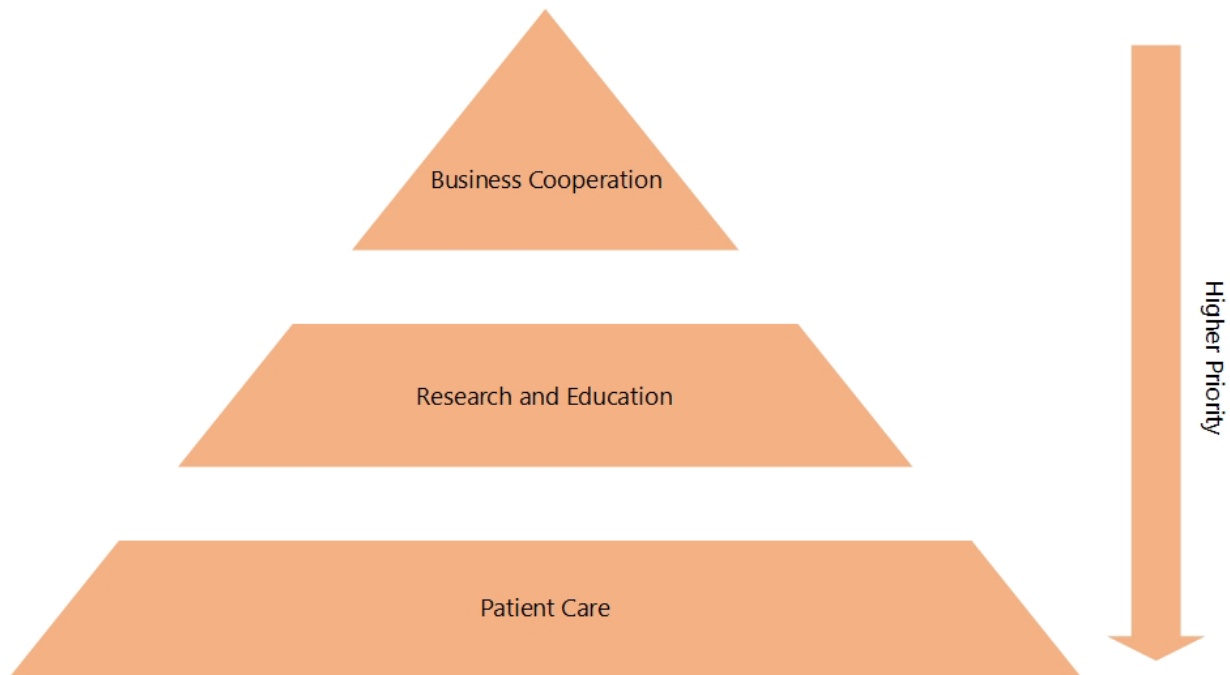 Business Cooperation
Research and Education
Patient Care
Higher Priority